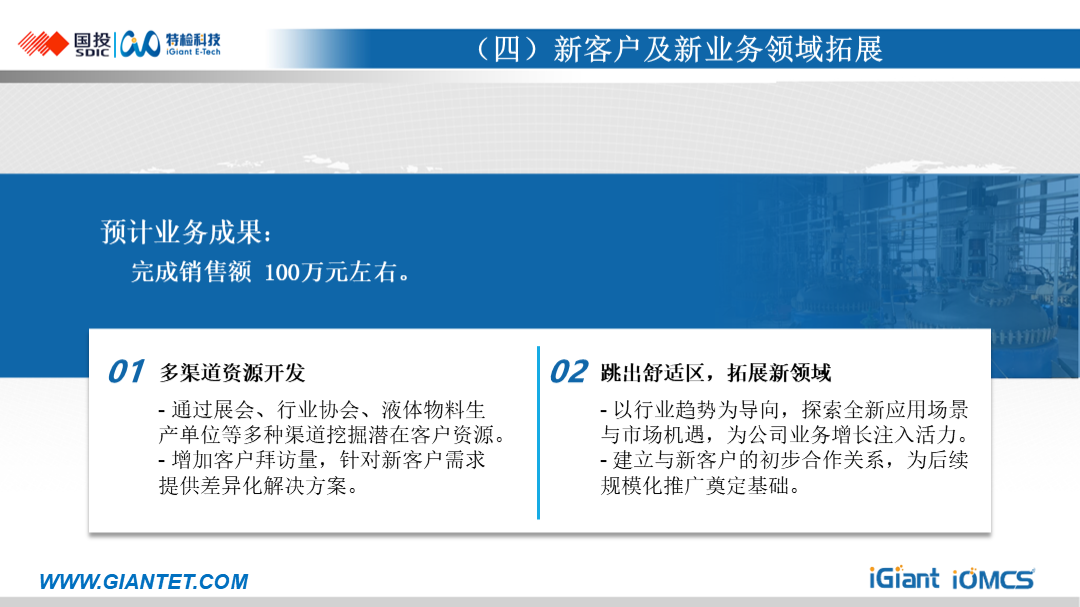 国投
SDIC
特检科技
iGiant E-Tech
（四）新客户及新业务领域拓展
预计业务成果：
完成销售额 100万元左右。
01 多渠道资源开发
- 通过展会、行业协会、液体物料生
产单位等多种渠道挖掘潜在客户资源。
- 增加客户拜访量，针对新客户需求
提供差异化解决方案。
02 跳出舒适区，拓展新领域
- 以行业趋势为导向，探索全新应用场景
与市场机遇，为公司业务增长注入活力。
- 建立与新客户的初步合作关系，为后续
规模化推广奠定基础。
WWW.GIANTET.COM
iGiant iOMCS